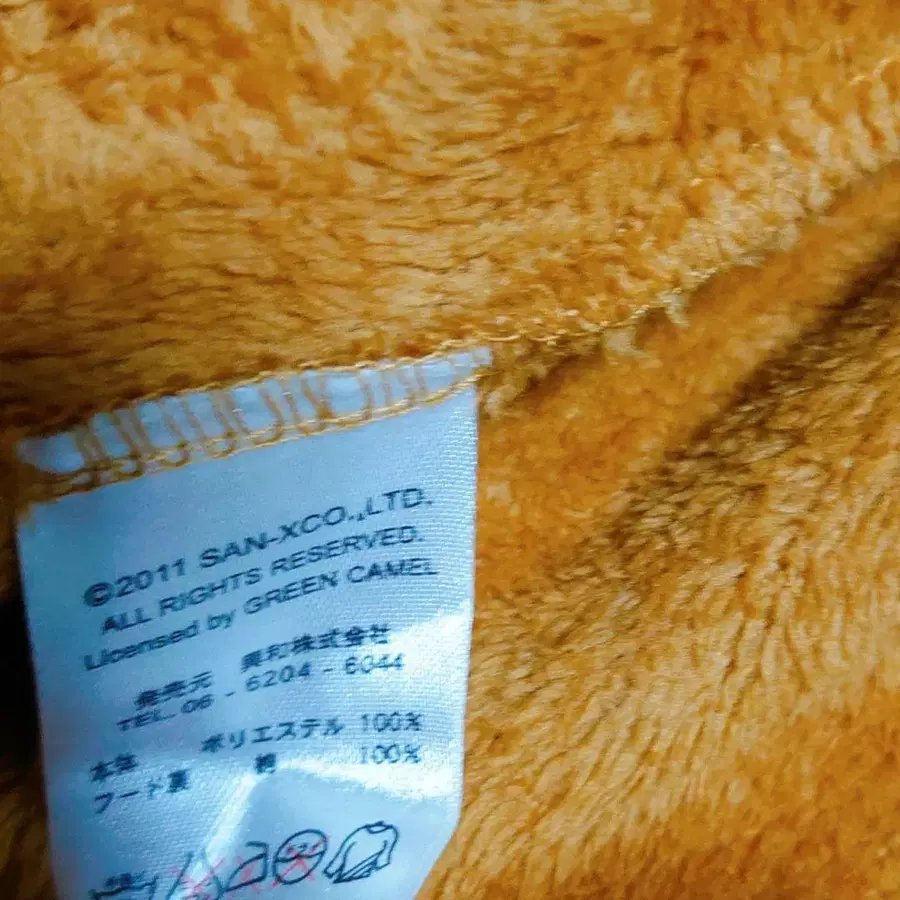 ©2011 SAN-XCO.,LTD.
ALL RIGHTS RESERVED.
Licensed by GREEN CAMEL
発売元 興和株式会社
TEL.06-6204-6044
本体 ポリエステル 100%
フード裏 綿 100%